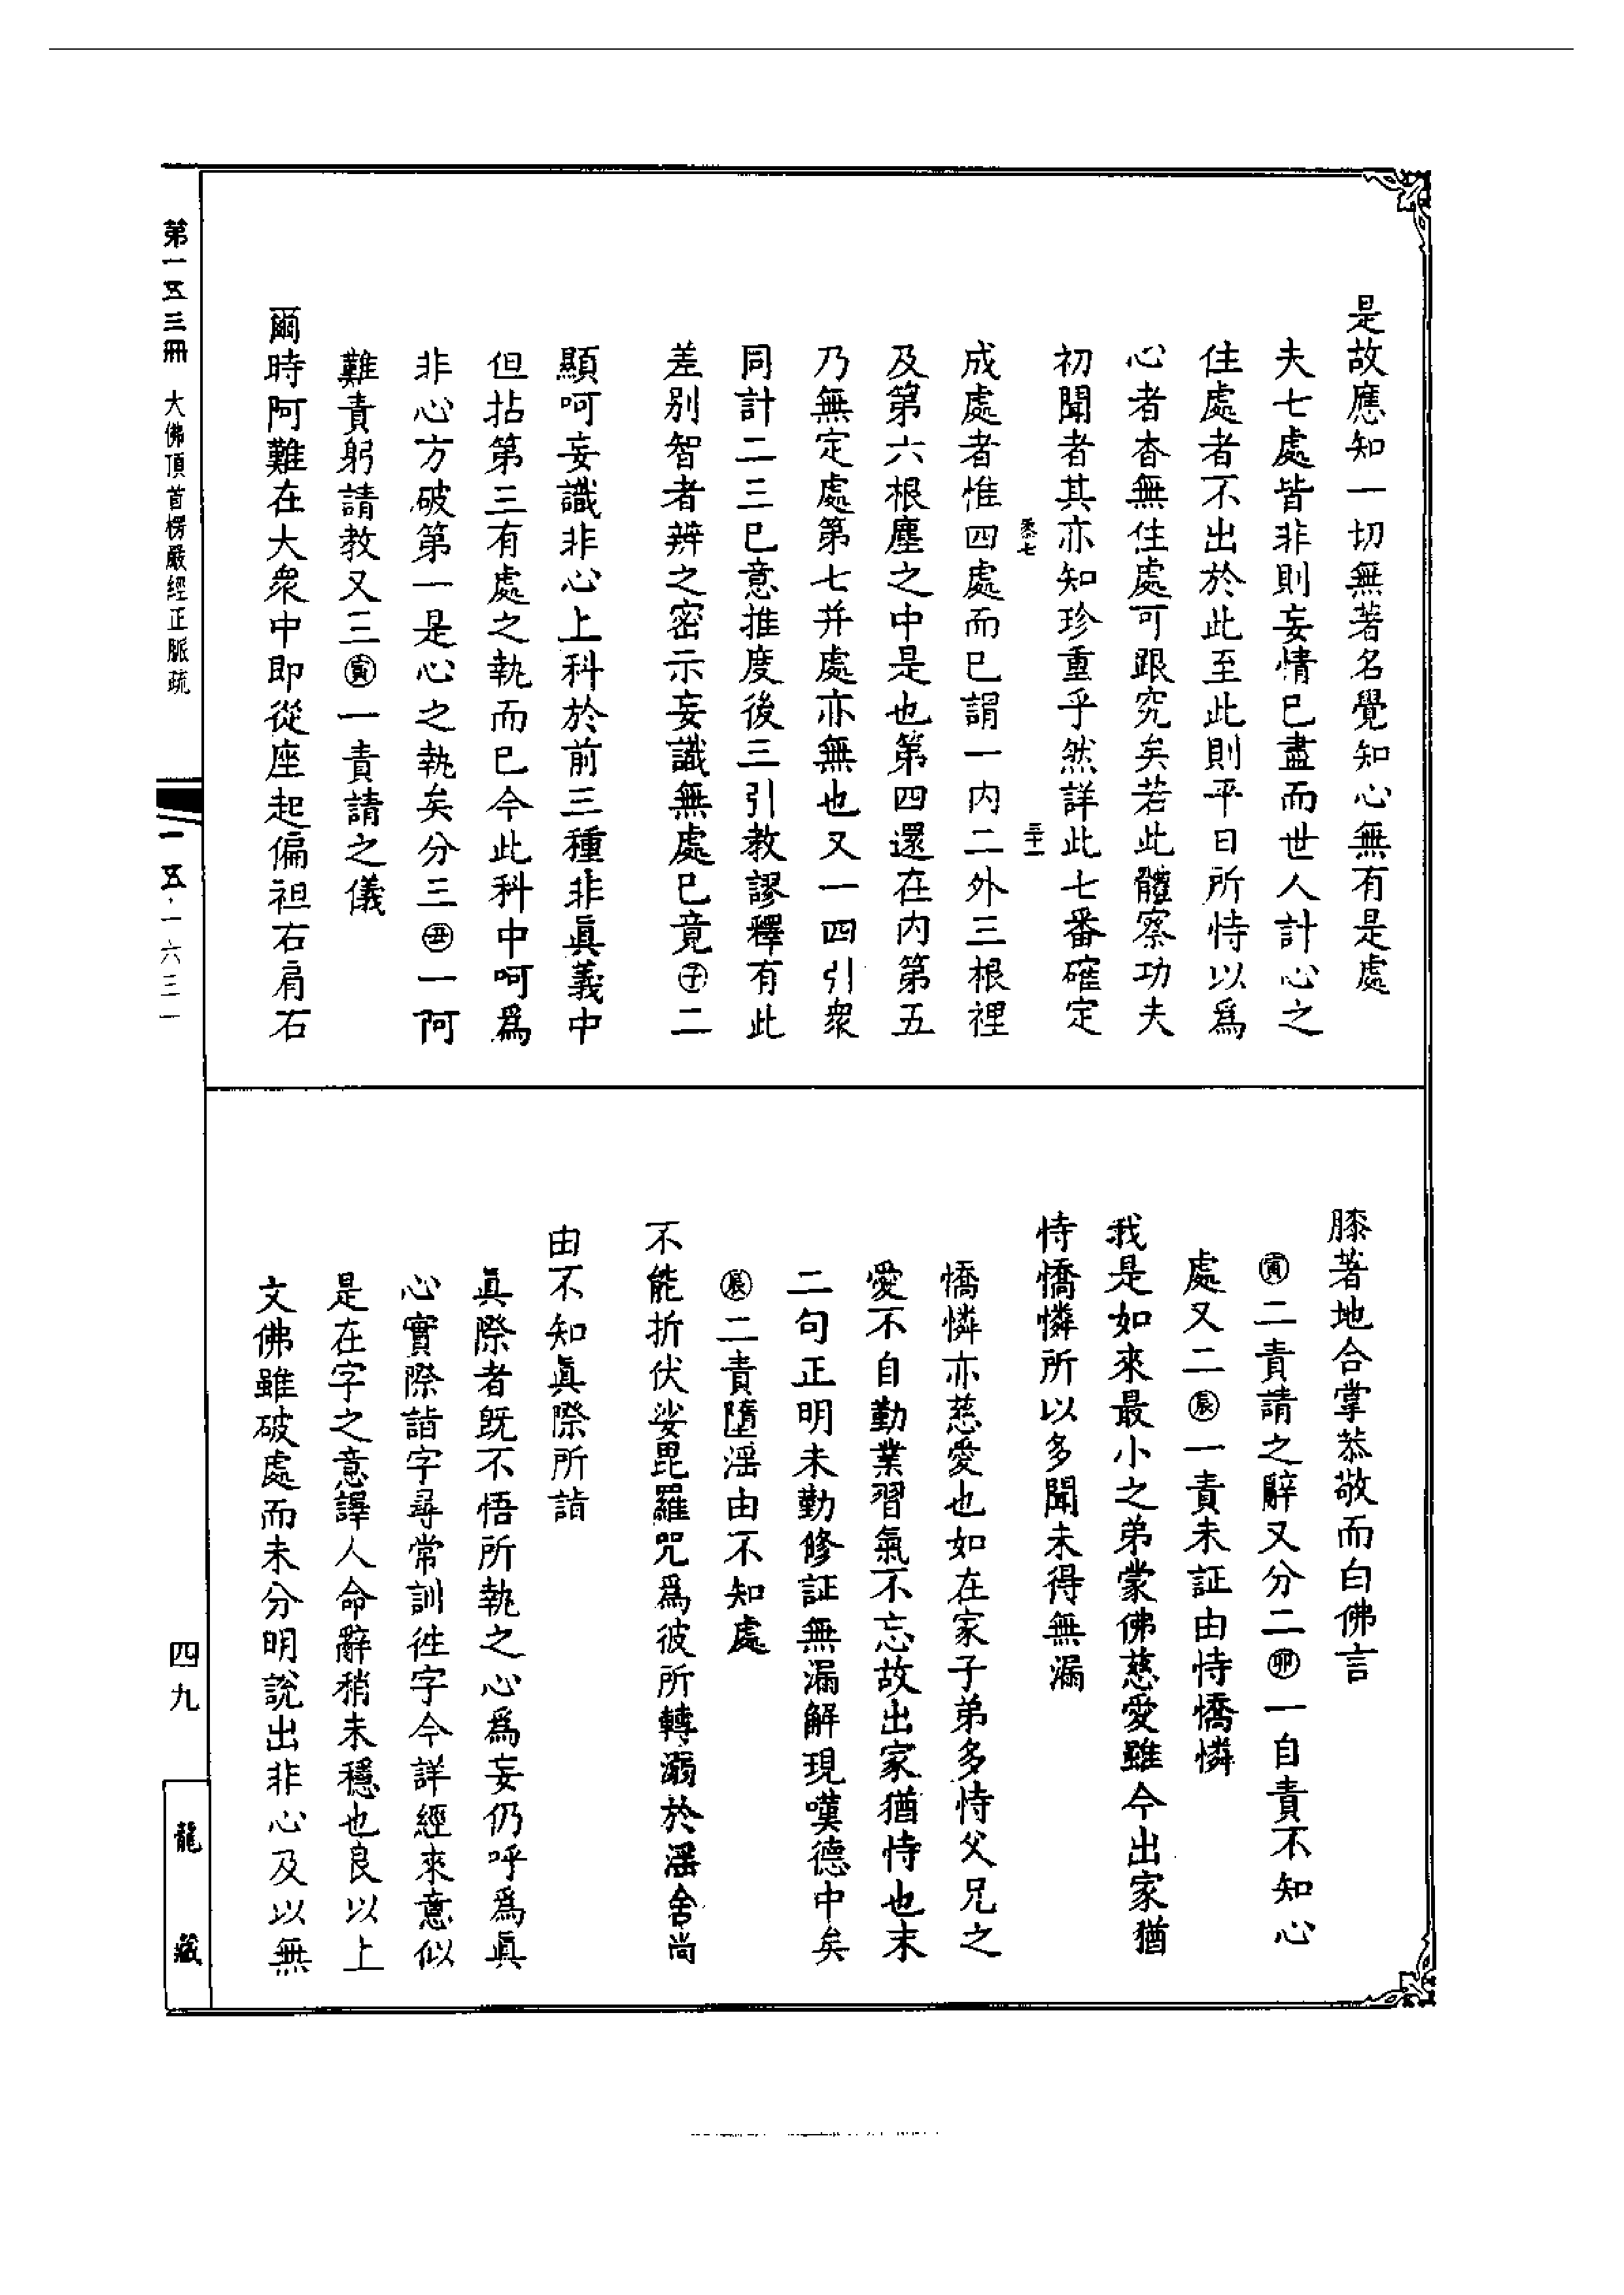 是故應知一切無著名覺知心無有是處
夫七處皆非則妄情已盡而世人計心之
住處者不出於此至此則平日所恃以為
心者杳無住處可跟究矣若此體察功夫
初聞者其亦知珍重乎然詳此七番確定
成處者惟四處而已謂一內二外三根裡
及第六根塵之中是也第四還在內第五
乃無定處第七并處亦無也又一四引眾
同計二三已意推度後三引教謬釋有此
差別智者辨之密示妄識無處已竟㊉子二
顯呵妄識非心上科於前三種非眞義中
但拈第三有處之執而已今此科中呵爲
非心方破第一是心之執矣分三丑一阿
難責躬請教又三寅一責請之儀
爾時阿難在大衆中即從座起偏袒右肩右
膝著地合掌恭敬而白佛言
寅二責請之辭又分二卯一自責不知心
處又二辰一責未証由恃憍憐
我是如來最小之弟蒙佛慈愛雖今出家猶
恃憍憐所以多聞未得無漏
憍憐亦慈愛也如在家子弟多恃父兄之
愛不自勤業習氣不忘故出家猶恃也末
二句正明未勤修証無漏解現嘆德中矣
辰二責墮淫由不知處
不能折伏娑毘羅咒爲彼所轉溺於淫舍尚
由不知眞際所詣
眞際者旣不悟所執之心爲妄仍呼爲眞
心實際詣字尋常訓徃字今詳經來意似
是在字之意譯人命辭稍未穩也良以上
文佛雖破處而未分明說出非心及以無
第一五三冊 大佛頂首楞嚴經正脈疏
一五·一六三一
四九
龍藏